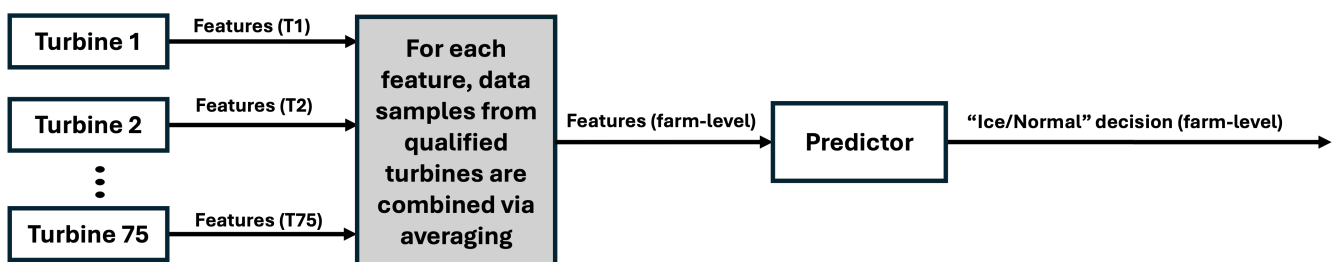 Turbine 1
Features (T1)
Turbine 2
Features (T2)
Turbine 75
Features (T75)
For each
feature, data
samples from
qualified
turbines are
combined via
averaging
Features (farm-level)
Predictor
“Ice/Normal” decision (farm-level)